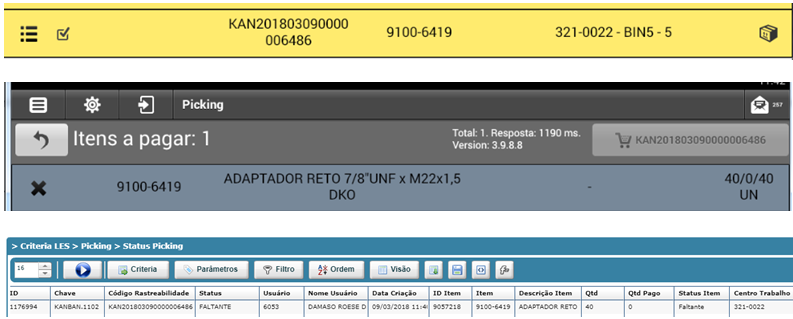 KAN201803090000
006486
9100-6419
321-0022 - BIN5 - 5
Picking
257
Itens a pagar: 1
Total: 1. Resposta: 1190 ms.
Version: 3.9.8.8
KAN201803090000006486
9100-6419
ADAPTADOR RETO 7/8"UNF x M22x1,5
DKO
-
40/0/40
UN
> Criteria LES > Picking > Status Picking
16 Criteria Parâmetros Filtro Ordem Visão
ID Chave Código Rastreabilidade Status Usuário Nome Usuário Data Criação ID Item Item Descrição Item Qtd Qtd Pago Status Item Centro Trabalho
1176994 KANBAN.1102 KAN201803090000006486 FALTANTE 6053 DAMASO ROESE D 09/03/2018 11:4 9057218 9100-6419 ADAPTADOR RETO 40 0 Faltante 321-0022